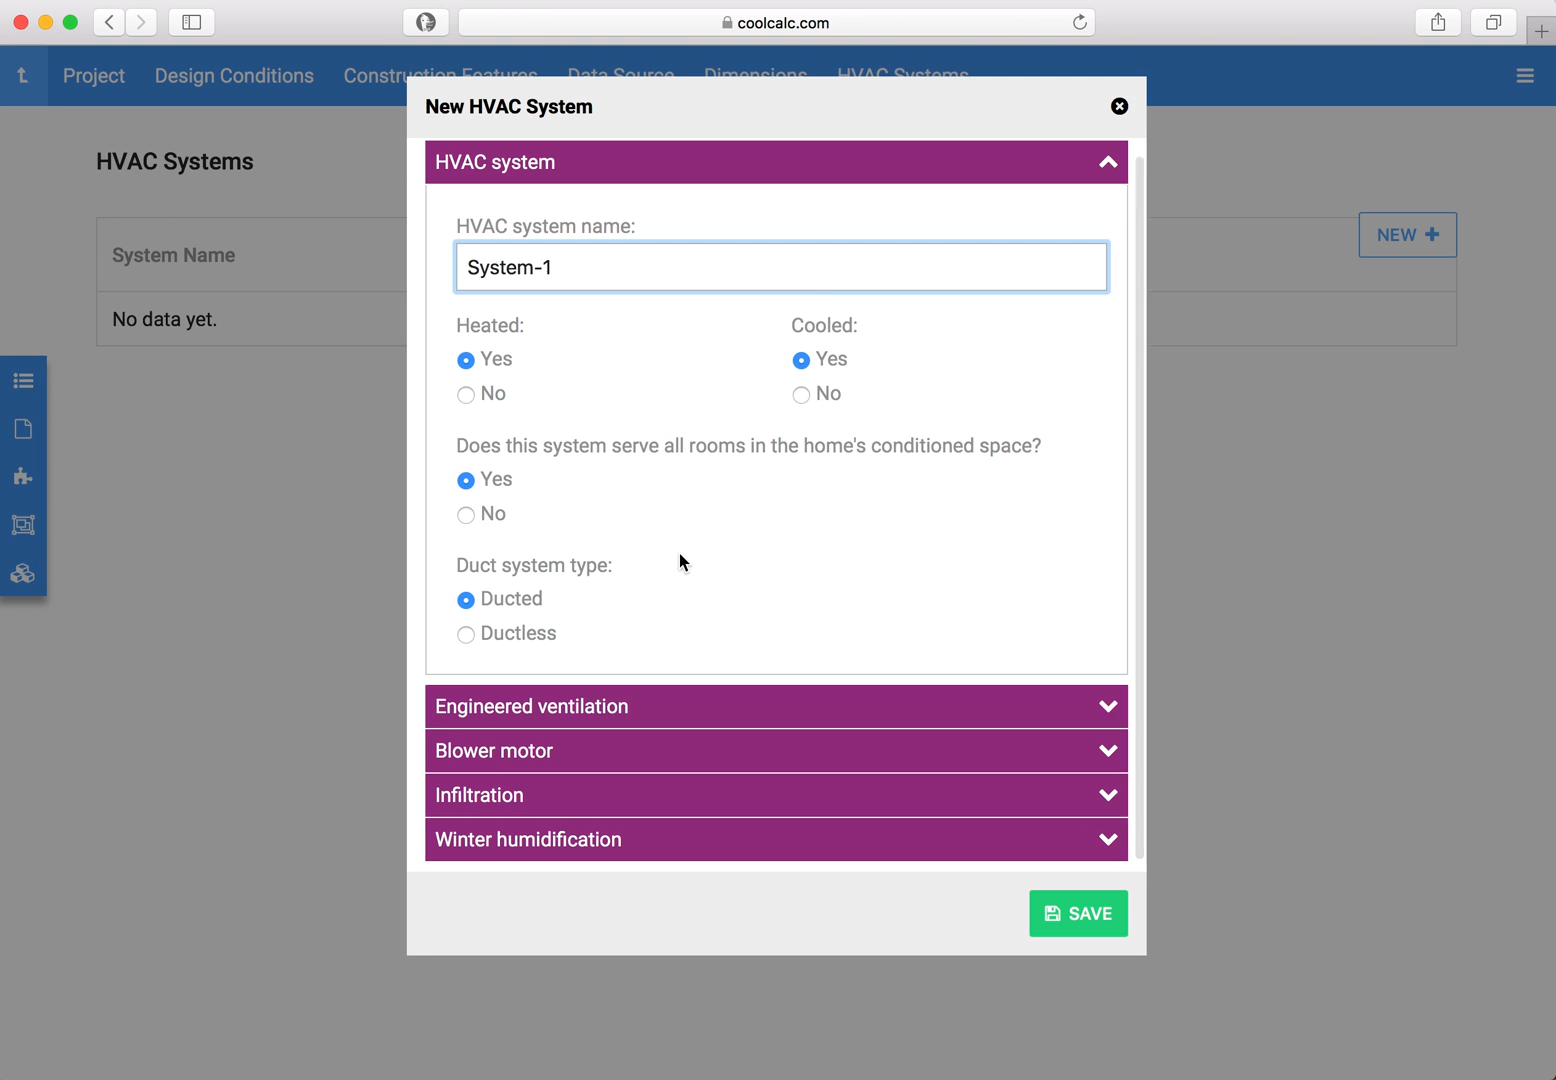 coolcalc.com
Project Design Conditions Construction Features Data Source Dimensions HVAC Systems
New HVAC System
HVAC Systems
HVAC system
HVAC system name:
NEW
System Name
System-1
No data yet.
Heated: Cooled:
Yes Yes
No No
Does this system serve all rooms in the home's conditioned space?
Yes
No
Duct system type:
Ducted
Ductless
Engineered ventilation
Blower motor
Infiltration
Winter humidification
SAVE